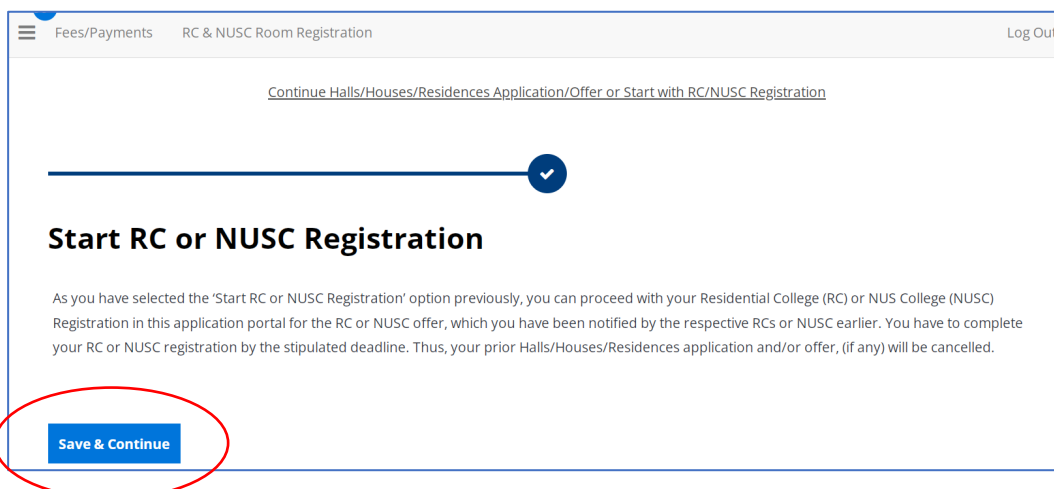 Fees/Payments RC & NUSC Room Registration Log Out
Continue Halls/Houses/Residences Application/Offer or Start with RC/NUSC Registration
Start RC or NUSC Registration
As you have selected the ‘Start RC or NUSC Registration’ option previously, you can proceed with your Residential College (RC) or NUS College (NUSC)
Registration in this application portal for the RC or NUSC offer, which you have been notified by the respective RCs or NUSC earlier. You have to complete
your RC or NUSC registration by the stipulated deadline. Thus, your prior Halls/Houses/Residences application and/or offer, (if any) will be cancelled.
Save & Continue